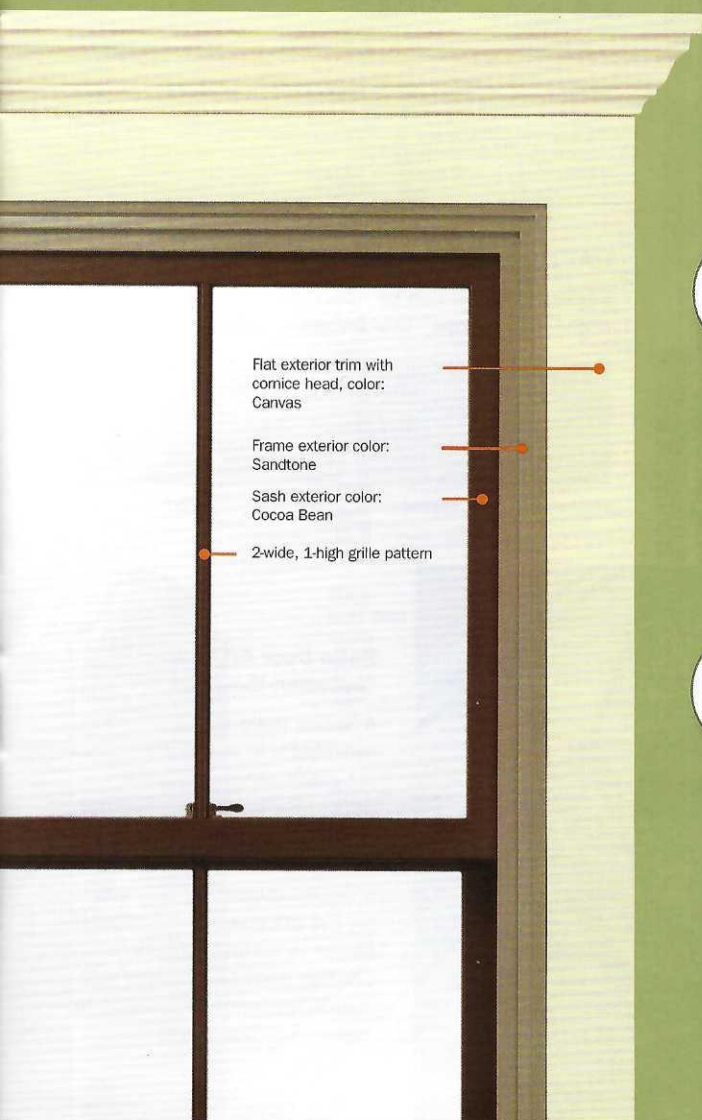 Flat exterior trim with
cornice head, color:
Canvas
Frame exterior color:
Sandtone
Sash exterior color:
Cocoa Bean
2-wide, 1-high grille pattern